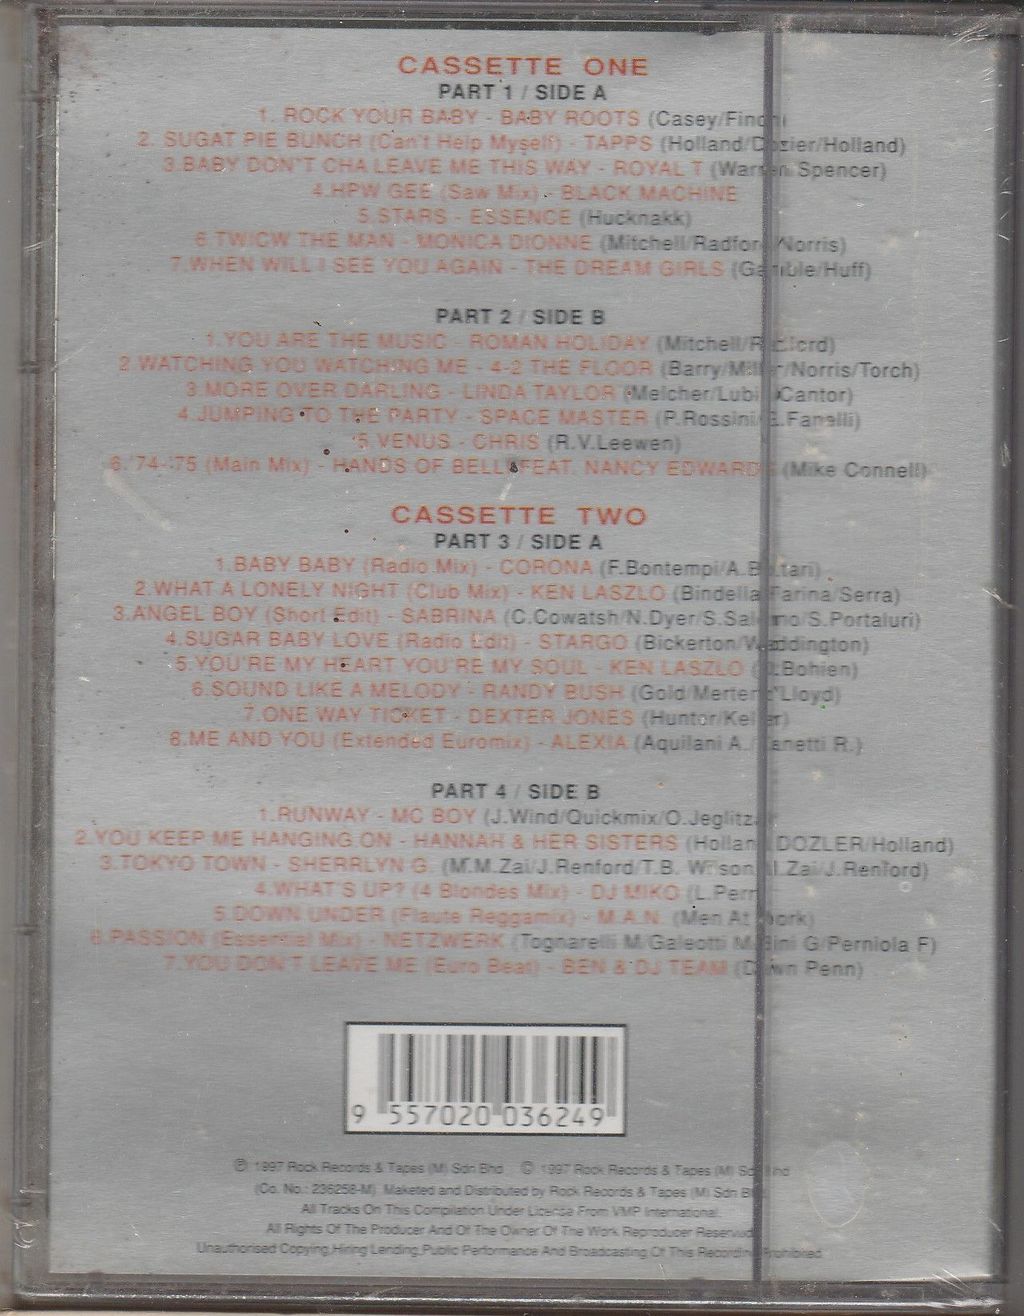 CASSETTE ONE
PART 1 / SIDE A
1. ROCK YOUR BABY - BABY ROOTS (Casey/Finch)
2. SUGAT PIE BUNCH (Can't Help Myself) - TAPPS (Holland/Dozier/Holland)
3.BABY DON'T CHA LEAVE ME THIS WAY - ROYAL T (Warren Spencer)
4.HPW GEE (Saw Mix) - BLACK MACHINE
5.STARS - ESSENCE (Hucknakk)
6.TWICW THE MAN - MONICA DIONNE (Mitchell/Radford/Norris)
7.WHEN WILL I SEE YOU AGAIN - THE DREAM GIRLS (Gamble/Huff)
PART 2 / SIDE B
1.YOU ARE THE MUSIC - ROMAN HOLIDAY (Mitchell/Radford)
2.WATCHING YOU WATCHING ME - 4-2 THE FLOOR (Barry/Miller/Norris/Torch)
3.MORE OVER DARLING - LINDA TAYLOR (Melcher/Lubin/Cantor)
4.JUMPING TO THE PARTY - SPACE MASTER (P.Rossini/ Fanelli)
5.VENUS - CHRIS (R.V.Leewen)
6.'74-'75 (Main Mix) - HANDS OF BELLY FEAT. NANCY EDWARDS (Mike Connell)
CASSETTE TWO
PART 3 / SIDE A
1.BABY BABY (Radio Mix) - CORONA (F.Bontempi/A.Bottari)
2.WHAT A LONELY NIGHT (Club Mix) - KEN LASZLO (Bindella/Farina/Serra)
3.ANGEL BOY (Short Edit) - SABRINA (C.Cowatsh/N.Dyer/S.Salerno/S.Portaluri)
4.SUGAR BABY LOVE (Radio Edit) - STARGO (Bickerton/Waddington)
5.YOU'RE MY HEART YOU'RE MY SOUL - KEN LASZLO (D.Bohien)
6.SOUND LIKE A MELODY - RANDY BUSH (Gold/Mertens/Lloyd)
7.ONE WAY TICKET - DEXTER JONES (Huntor/Keller)
8.ME AND YOU (Extended Euromix) - ALEXIA (Aquilani A./Zanetti R.)
PART 4 / SIDE B
1.RUNWAY - MC BOY (J.Wind/Quickmix/O.Jeglitza)
2.YOU KEEP ME HANGING ON - HANNAH & HER SISTERS (Holland DOZLER/Holland)
3.TOKYO TOWN - SHERRLYN G. (M.M.Zai/J.Renford/T.B. Wilson Zai/J.Renford)
4.WHAT'S UP? (4 Blondes Mix) - DJ MIKO (L.Perry)
5.DOWN UNDER (Flaute Reggamix) - M.A.N. (Men At Work)
6.PASSION (Essential Mix) - NETZWERK (Tognarelli M/Galeotti M/Sini G/Perniola F)
7.YOU DON'T LEAVE ME (Euro Beat) - BEN & DJ TEAM (Dawn Penn)
9 557020 036249
℗ 1997 Rock Records & Tapes (M) Sdn Bhd © 1997 Rock Records & Tapes (M) Sdn Bhd
(Co. No.: 236258-M). Maketed and Distributed by Rock Records & Tapes (M) Sdn Bhd
All Tracks On This Compilation Under License From VMP International.
All Rights Of The Producer And Of The Owner Of The Work Reproducer Reserved
Unauthorised Copying,Hiring Lending,Public Performance And Broadcasting Of This Recording Prohibited